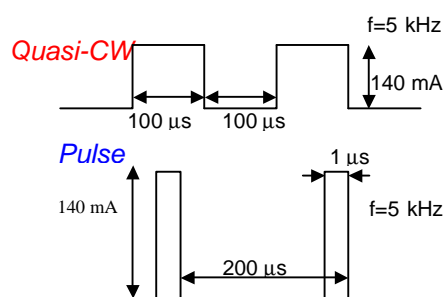 f=5 kHz
Quasi-CW
140 mA
100 μs
100 μs
Pulse
1 μs
140 mA
f=5 kHz
200 μs